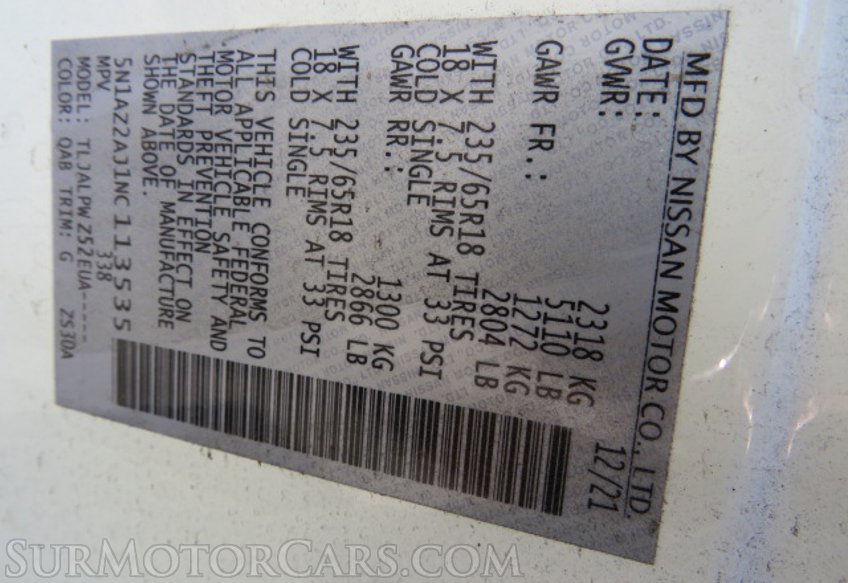 MFD BY NISSAN MOTOR CO., LTD.
DATE: 12/21
GVWR: 2318 KG
5110 LB
GAWR FR.: 1272 KG
2804 LB
WITH 235/65R18 TIRES
18 X 7.5 RIMS AT 33 PSI
COLD SINGLE
GAWR RR.: 1300 KG
2866 LB
WITH 235/65R18 TIRES
18 X 7.5 RIMS AT 33 PSI
COLD SINGLE
THIS VEHICLE CONFORMS TO
ALL APPLICABLE FEDERAL
MOTOR VEHICLE SAFETY AND
THEFT PREVENTION
STANDARDS IN EFFECT ON
THE DATE OF MANUFACTURE
SHOWN ABOVE.
5N1AZ2AJ1NC113535
MPV 338
MODEL: TLJALPWZ52EUA-----
COLOR: QAB TRIM: G Z530A
SURMOTORCARS.COM